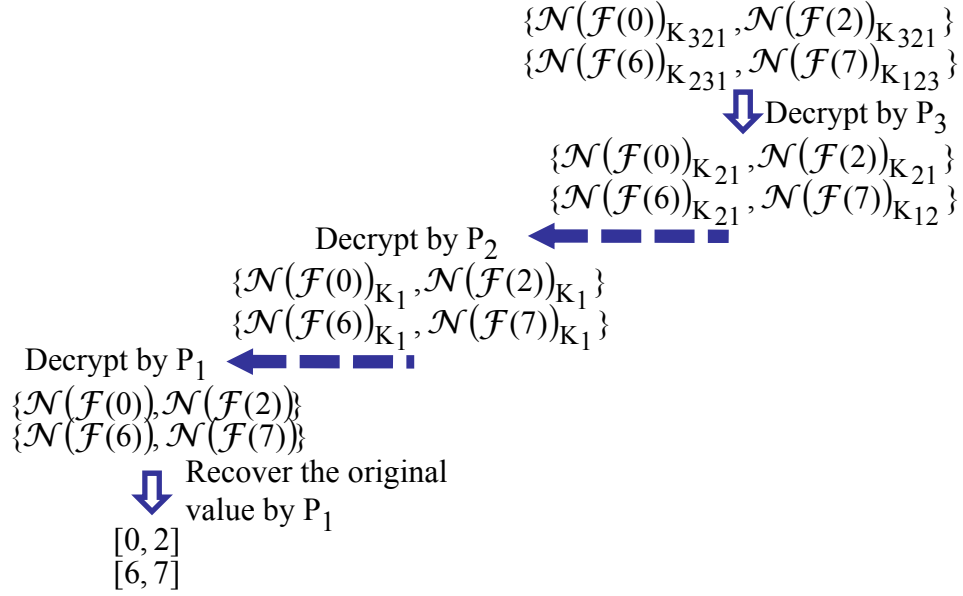 {𝒩(ℱ(0))K₃₂₁, 𝒩(ℱ(2))K₃₂₁}
{𝒩(ℱ(6))K₂₃₁, 𝒩(ℱ(7))K₁₂₃}
Decrypt by P₃
{𝒩(ℱ(0))K₂₁, 𝒩(ℱ(2))K₂₁}
{𝒩(ℱ(6))K₂₁, 𝒩(ℱ(7))K₁₂}
Decrypt by P₂
{𝒩(ℱ(0))K₁, 𝒩(ℱ(2))K₁}
{𝒩(ℱ(6))K₁, 𝒩(ℱ(7))K₁}
Decrypt by P₁
{𝒩(ℱ(0)), 𝒩(ℱ(2))}
{𝒩(ℱ(6)), 𝒩(ℱ(7))}
Recover the original
value by P₁
[0, 2]
[6, 7]